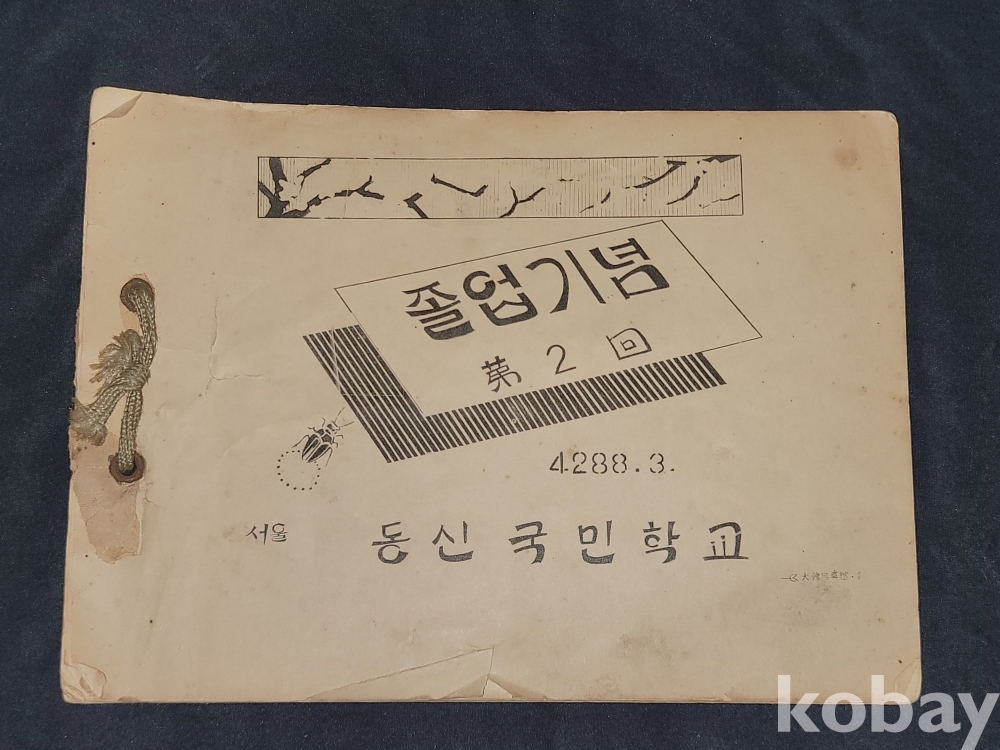 졸업기념
第2回
4288.3.
서울 동신국민학교
kobay